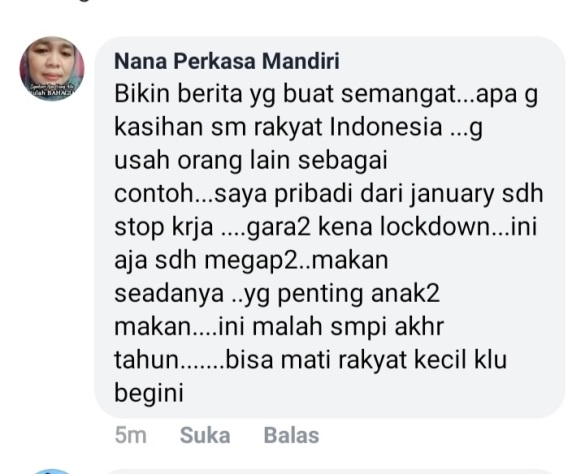 Nana Perkasa Mandiri
Bikin berita yg buat semangat...apa g
kasihan sm rakyat Indonesia ...g
usah orang lain sebagai
contoh...saya pribadi dari january sdh
stop krja ....gara2 kena lockdown...ini
aja sdh megap2..makan
seadanya ..yg penting anak2
makan....ini malah smpi akhr
tahun.......bisa mati rakyat kecil klu
begini
5m Suka Balas